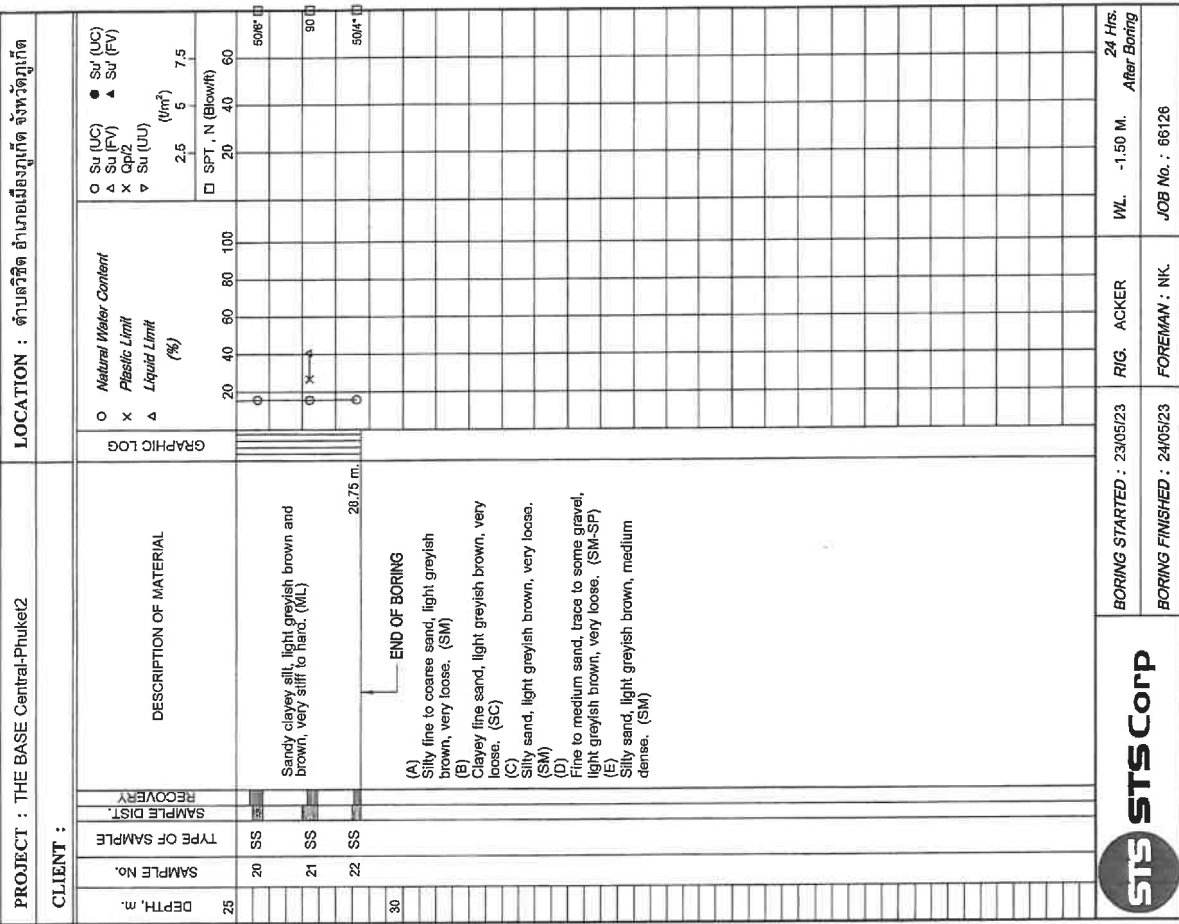 PROJECT : THE BASE Central-Phuket2
LOCATION : ตำบลวิชิต อำเภอเมืองภูเก็ต จังหวัดภูเก็ต
CLIENT :
DEPTH, m.
SAMPLE No.
TYPE OF SAMPLE
SAMPLE DIST.
RECOVERY
DESCRIPTION OF MATERIAL
GRAPHIC LOG
○ Natural Water Content
× Plastic Limit
△ Liquid Limit
(%)
20 40 60 80 100
○ Su (UC) ● Su' (UC)
△ Su (FV) ▲ Su' (FV)
× Qp/2
▽ Su (UU)
(t/m²)
2.5 5 7.5
□ SPT , N (Blow/ft)
20 40 60
25
20 SS
50/6"
Sandy clayey silt, light greyish brown and
brown, very stiff to hard. (ML)
21 SS
90
22 SS
50/4"
28.75 m.
END OF BORING
30
(A)
Silty fine to coarse sand, light greyish
brown, very loose. (SM)
(B)
Clayey fine sand, light greyish brown, very
loose. (SC)
(C)
Silty sand, light greyish brown, very loose.
(SM)
(D)
Fine to medium sand, trace to some gravel,
light greyish brown, very loose. (SM-SP)
(E)
Silty sand, light greyish brown, medium
dense. (SM)
STS STS Corp
BORING STARTED : 23/05/23
RIG. ACKER
WL. -1.50 M.
24 Hrs.
After Boring
BORING FINISHED : 24/05/23
FOREMAN : NK.
JOB No. : 66126